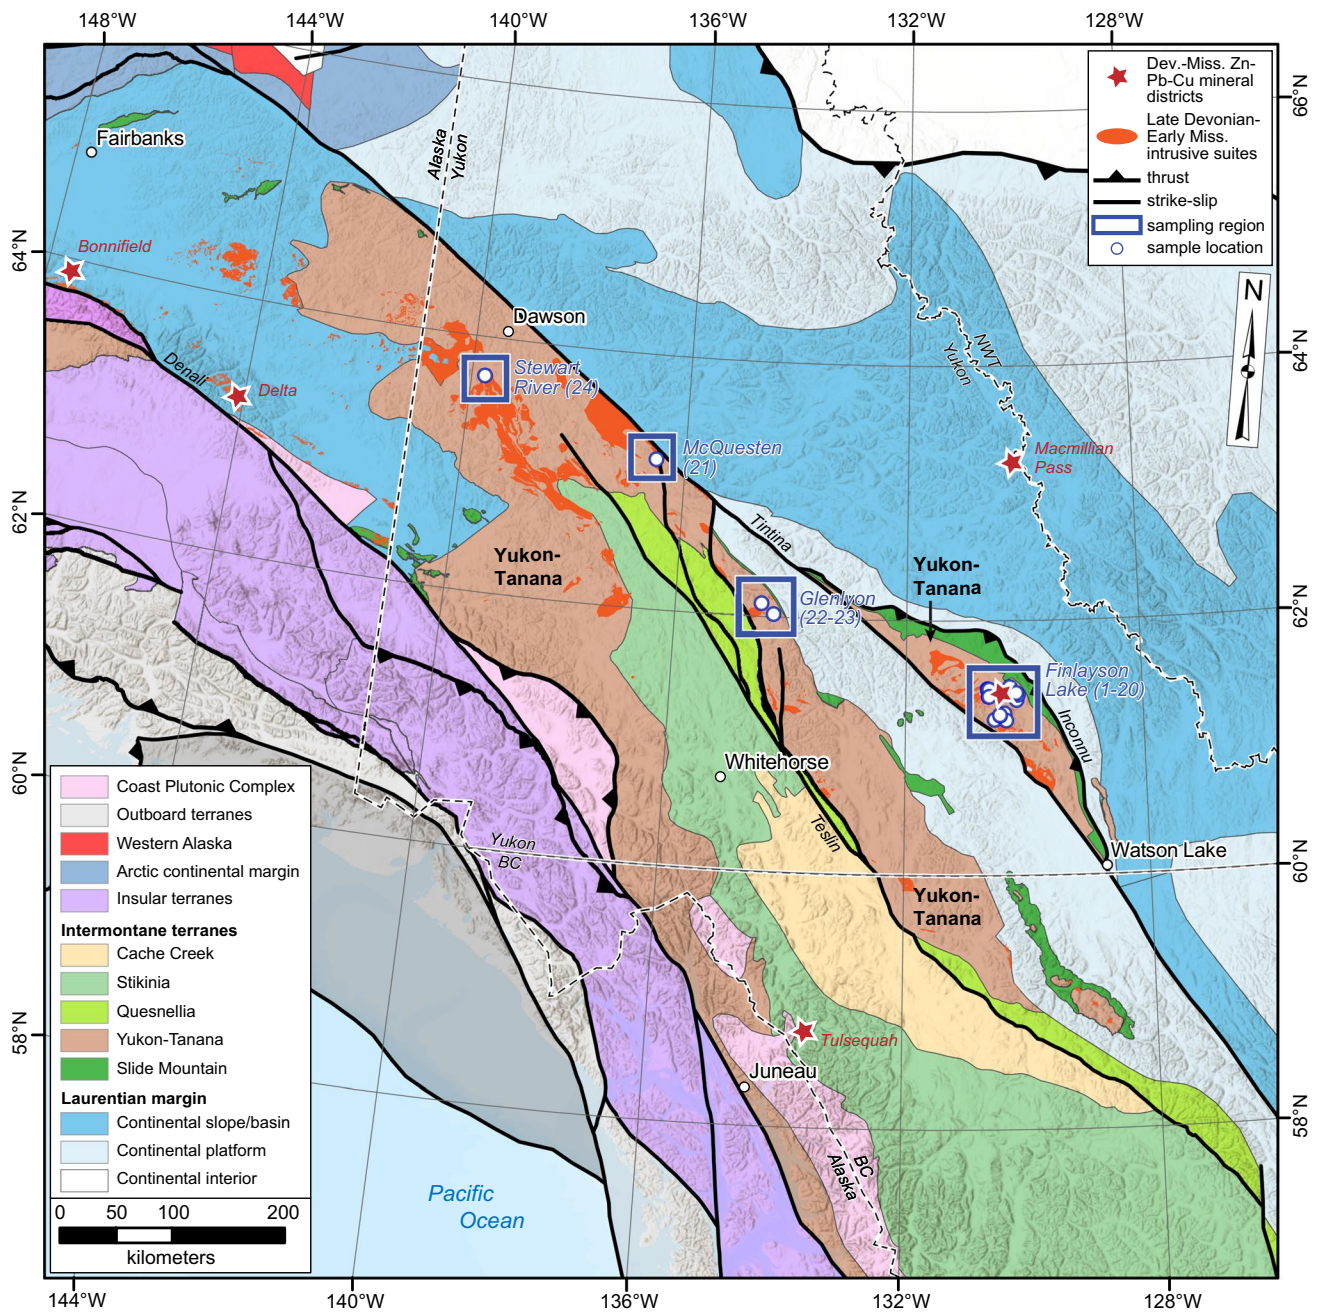 148°W
144°W
140°W
136°W
132°W
128°W
66°N
64°N
62°N
60°N
58°N
64°N
62°N
60°N
58°N
144°W
140°W
136°W
132°W
128°W
Dev.-Miss. Zn-
Pb-Cu mineral
districts
Late Devonian-
Early Miss.
intrusive suites
thrust
strike-slip
sampling region
sample location
N
Fairbanks
Alaska
Yukon
Bonnifield
Dawson
Denali
Delta
Stewart
River (24)
NWT
Yukon
McQuesten
(21)
Macmillian
Pass
Tintina
Yukon-
Tanana
Yukon-
Tanana
Glenlyon
(22-23)
Finlayson
Lake (1-20)
Inconnu
Whitehorse
Teslin
Watson Lake
Yukon
BC
Yukon-
Tanana
Tulsequah
Juneau
BC
Alaska
Pacific
Ocean
Coast Plutonic Complex
Outboard terranes
Western Alaska
Arctic continental margin
Insular terranes
Intermontane terranes
Cache Creek
Stikinia
Quesnellia
Yukon-Tanana
Slide Mountain
Laurentian margin
Continental slope/basin
Continental platform
Continental interior
0 50 100 200
kilometers